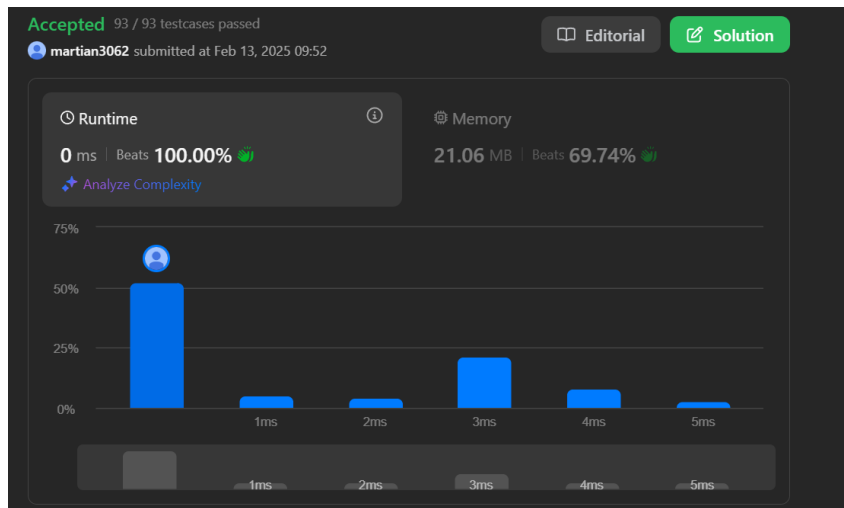 Accepted 93 / 93 testcases passed
martian3062 submitted at Feb 13, 2025 09:52
Editorial
Solution
Runtime
0 ms | Beats 100.00%
Analyze Complexity
Memory
21.06 MB | Beats 69.74%
75%
50%
25%
0%
1ms 2ms 3ms 4ms 5ms
1ms 2ms 3ms 4ms 5ms